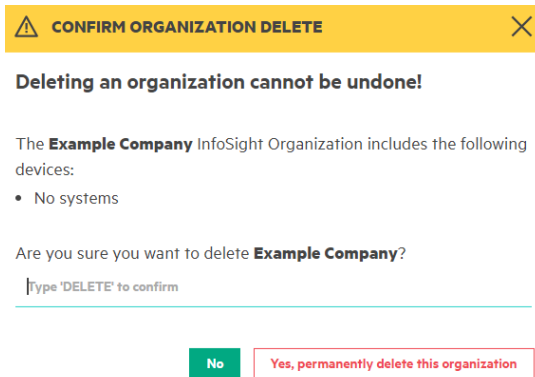 CONFIRM ORGANIZATION DELETE
Deleting an organization cannot be undone!
The Example Company InfoSight Organization includes the following
devices:
• No systems
Are you sure you want to delete Example Company?
Type 'DELETE' to confirm
No
Yes, permanently delete this organization